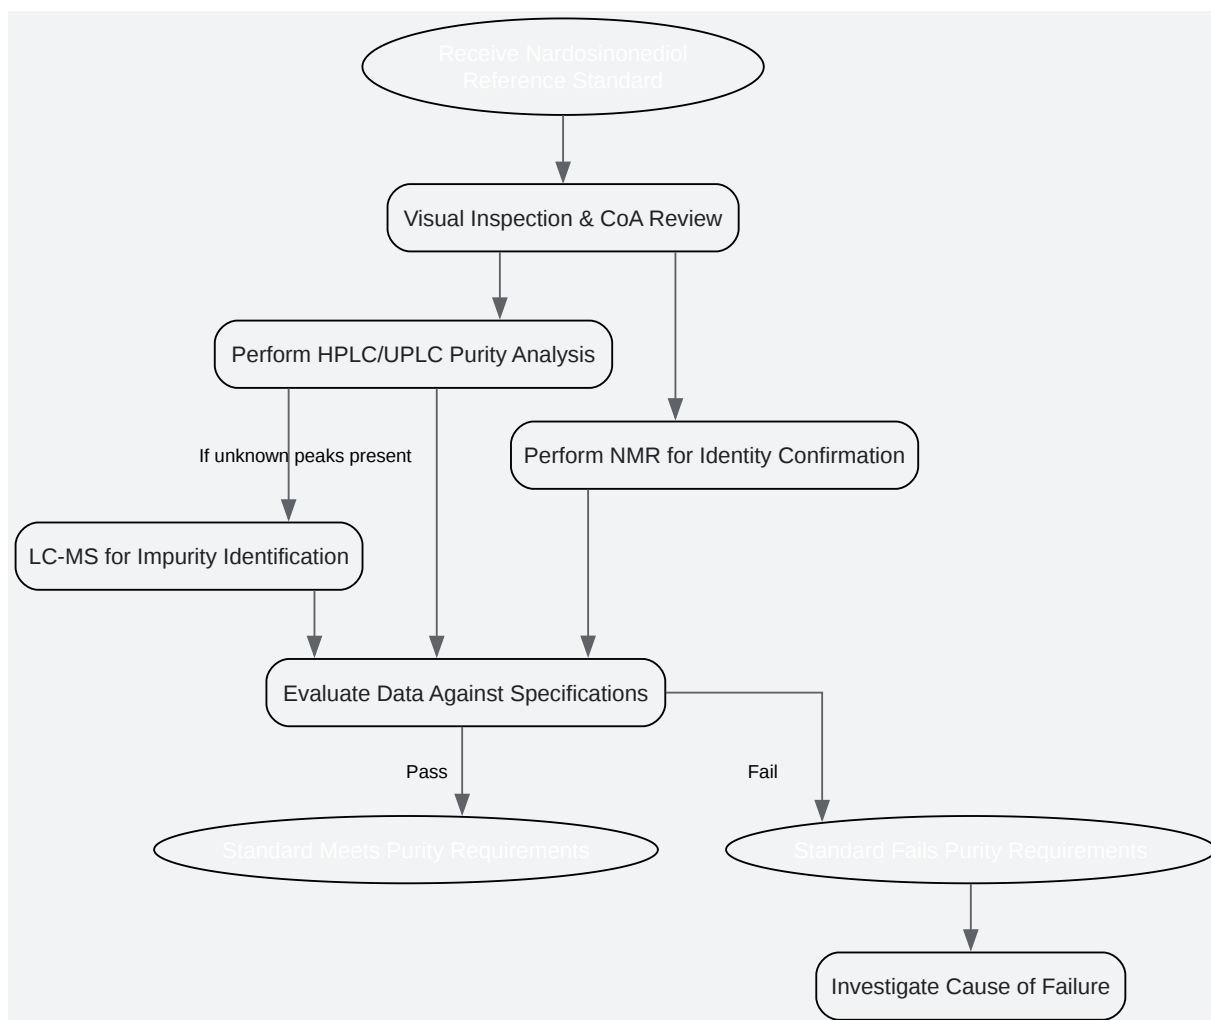 Receive Nardosinonediol
Reference Standard
Visual Inspection & CoA Review
Perform HPLC/UPLC Purity Analysis
If unknown peaks present
Perform NMR for Identity Confirmation
LC-MS for Impurity Identification
Evaluate Data Against Specifications
Pass
Fail
Standard Meets Purity Requirements
Standard Fails Purity Requirements
Investigate Cause of Failure